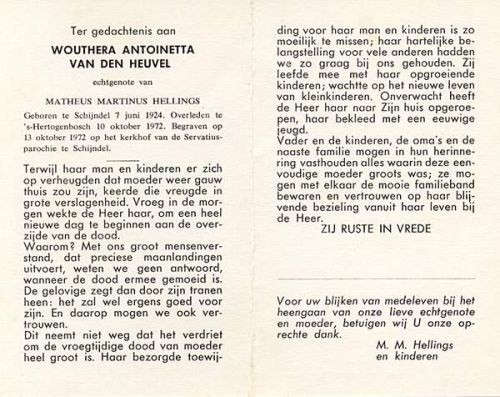 Ter gedachtenis aan
WOUTHERA ANTOINETTA
VAN DEN HEUVEL
echtgenote van
MATHEUS MARTINUS HELLINGS
Geboren te Schijndel 7 juni 1924. Overleden te
's-Hertogenbosch 10 oktober 1972. Begraven op
13 oktober 1972 op het kerkhof van de Servatius-
parochie te Schijndel.
Terwijl haar man en kinderen er zich
op verheugden dat moeder weer gauw
thuis zou zijn, keerde die vreugde in
grote verslagenheid. Vroeg in de mor-
gen wekte de Heer haar, om een heel
nieuwe dag te beginnen aan de over-
zijde van de dood.
Waarom? Met ons groot mensenver-
stand, dat preciese maanlandingen
uitvoert, weten we geen antwoord,
wanneer de dood ermee gemoeid is.
De gelovige zegt dan door zijn tranen
heen: het zal wel ergens goed voor
zijn. En daarop mogen we ook ver-
trouwen.
Dit neemt niet weg dat het verdriet
om de vroegtijdige dood van moeder
heel groot is. Haar bezorgde toewij-
ding voor haar man en kinderen is zo
moeilijk te missen; haar hartelijke be-
langstelling voor vele anderen hadden
we zo graag bij ons gehouden. Zij
leefde mee met haar opgroeiende
kinderen; wachtte op het nieuwe leven
van kleinkinderen. Onverwacht heeft
de Heer haar naar Zijn huis opgeroe-
pen, haar bekleed met een eeuwige
jeugd.
Vader en de kinderen, de oma's en de
naaste familie mogen in hun herinne-
ring vasthouden alles waarin deze een-
voudige moeder groots was; ze mo-
gen met elkaar de mooie familieband
bewaren en vertrouwen op haar blij-
vende bezieling vanuit haar leven bij
de Heer.
ZIJ RUSTE IN VREDE
Voor uw blijken van medeleven bij het
heengaan van onze lieve echtgenote
en moeder, betuigen wij U onze op-
rechte dank.
M. M. Hellings
en kinderen